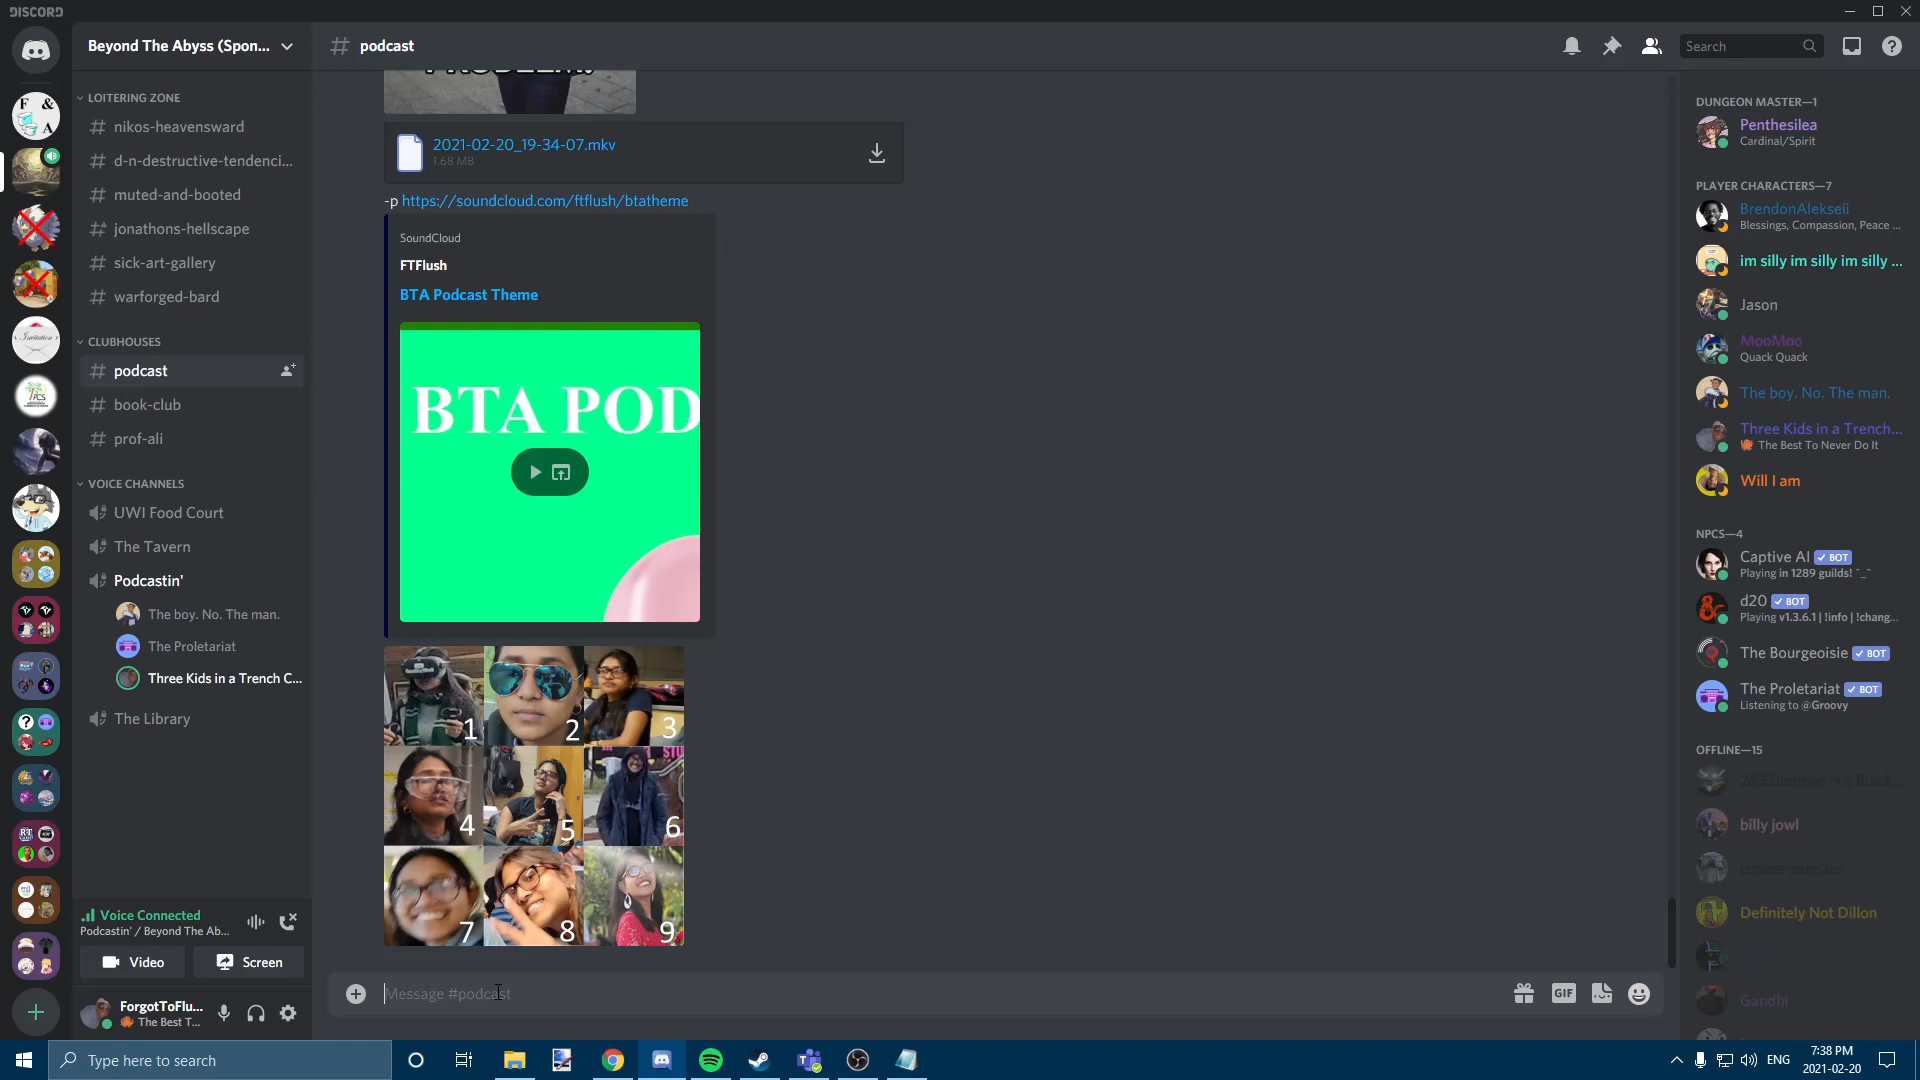 DISCORD
Beyond The Abyss (Spon...
podcast
Search
LOITERING ZONE
nikos-heavensward
d-n-destructive-tendenci...
muted-and-booted
jonathons-hellscape
sick-art-gallery
warforged-bard
CLUBHOUSES
podcast
book-club
prof-ali
VOICE CHANNELS
UWI Food Court
The Tavern
Podcastin'
The boy. No. The man.
The Proletariat
Three Kids in a Trench C...
The Library
Voice Connected
Podcastin' / Beyond The Ab...
Video
Screen
ForgotToFlu...
The Best T...
F &
A
Invitation
PROBLEM!
2021-02-20_19-34-07.mkv
1.68 MB
-p https://soundcloud.com/ftflush/btatheme
SoundCloud
FTFlush
BTA Podcast Theme
BTA POD
1
2
3
4
5
6
7
8
9
Message #podcast
GIF
DUNGEON MASTER—1
Penthesilea
Cardinal/Spirit
PLAYER CHARACTERS—7
BrendonAlekseii
Blessings, Compassion, Peace ...
im silly im silly im silly ...
Jason
MooMoo
Quack Quack
The boy. No. The man.
Three Kids in a Trench...
The Best To Never Do It
Will I am
NPCS—4
Captive AI BOT
Playing in 1289 guilds! ˆ_ˆ
d20 BOT
Playing v1.3.6.1 | !info | !chang...
The Bourgeoisie BOT
The Proletariat BOT
Listening to @Groovy
OFFLINE—15
billy jowl
Definitely Not Dillon
Gandhi
Type here to search
ENG
7:38 PM
2021-02-20